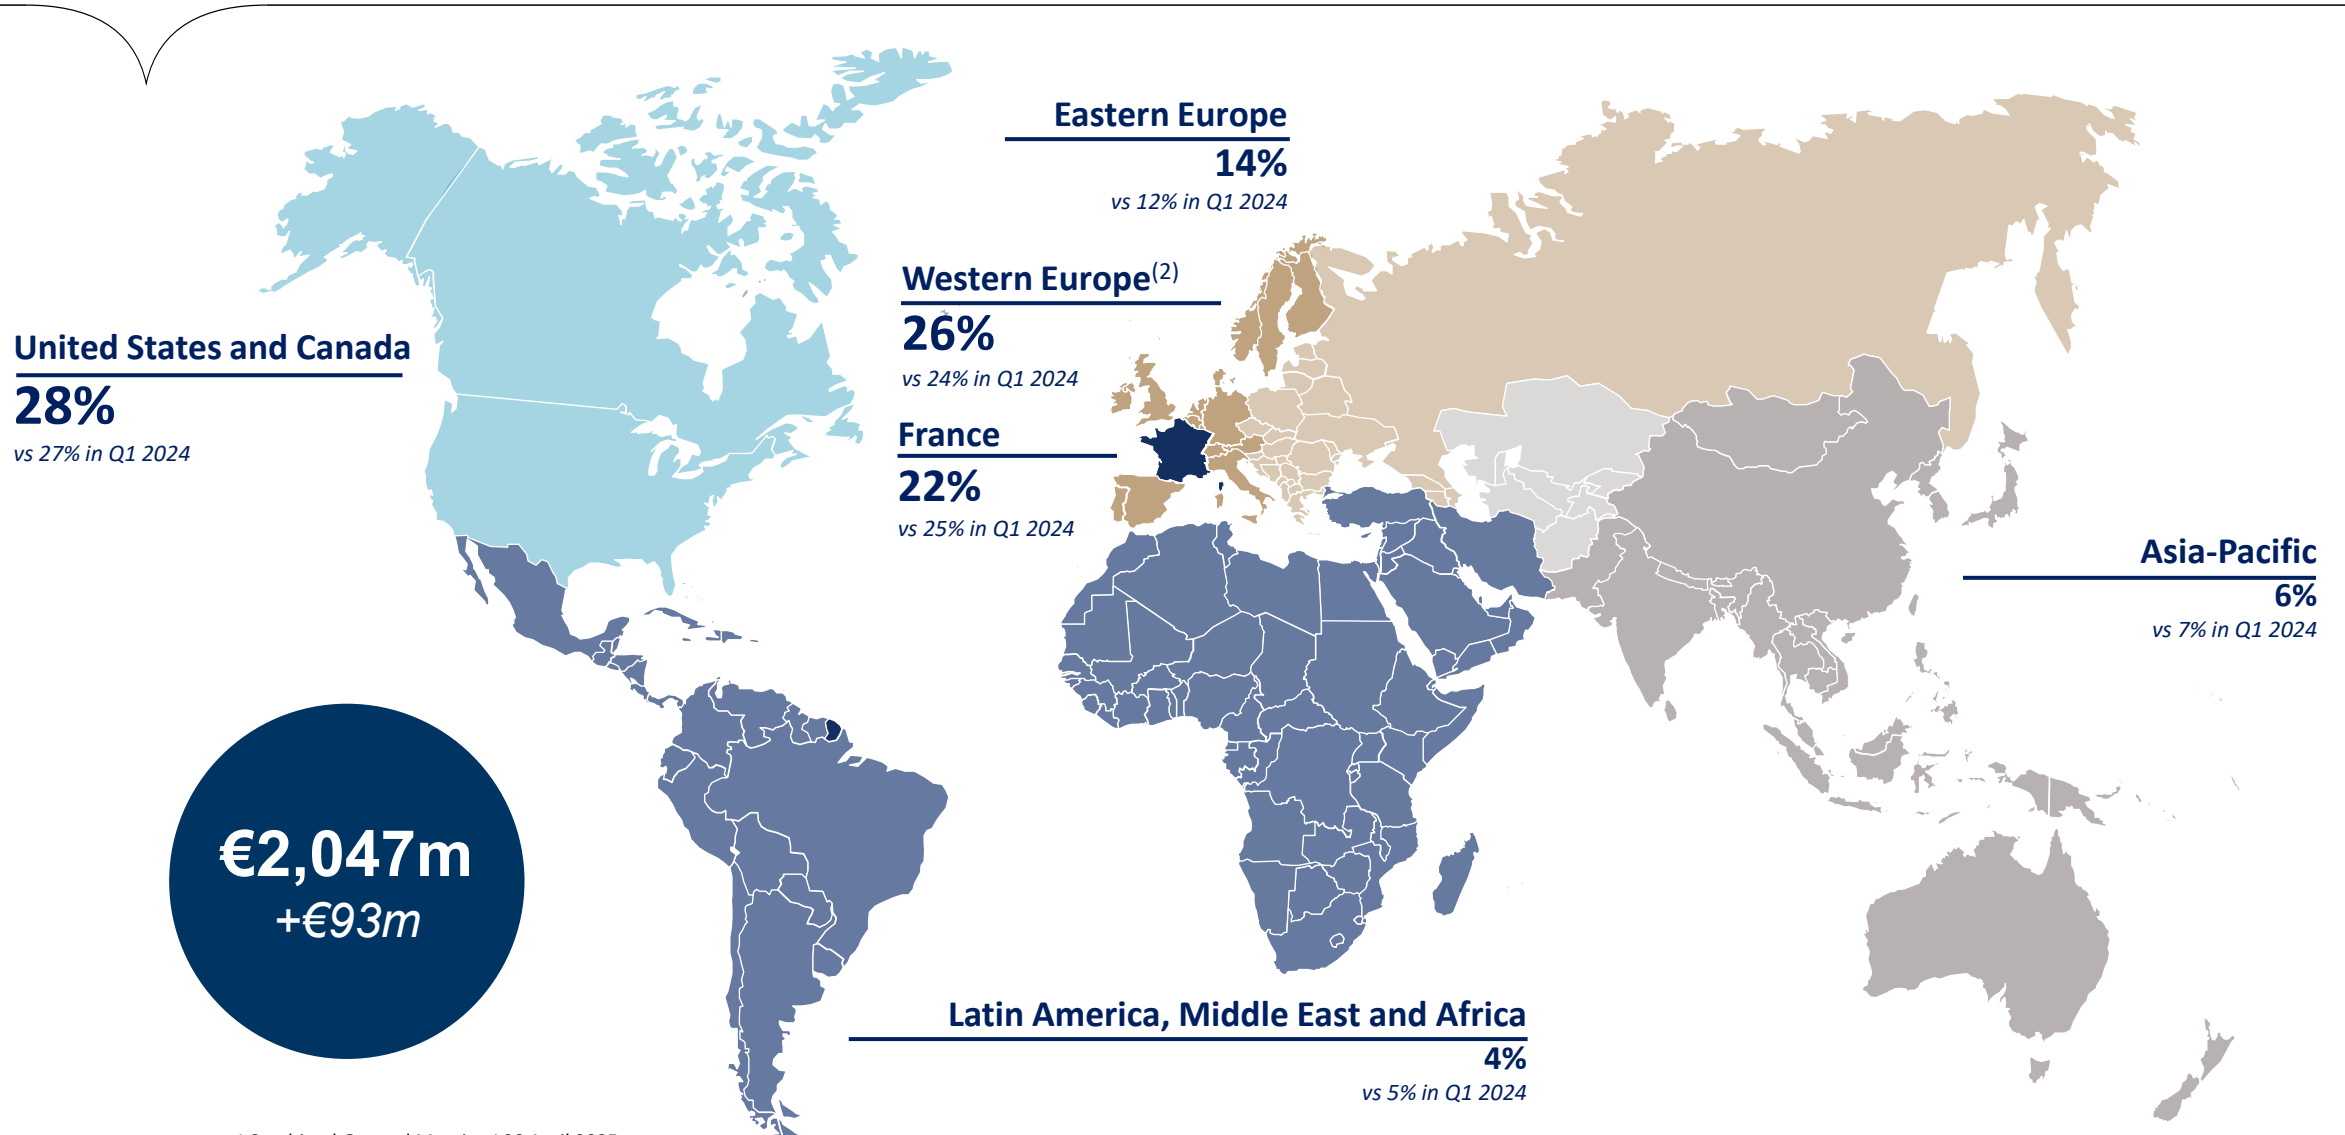 Eastern Europe
14%
vs 12% in Q1 2024
Western Europe(2)
26%
vs 24% in Q1 2024
United States and Canada
28%
vs 27% in Q1 2024
France
22%
vs 25% in Q1 2024
Asia-Pacific
6%
vs 7% in Q1 2024
€2,047m
+€93m
Latin America, Middle East and Africa
4%
vs 5% in Q1 2024